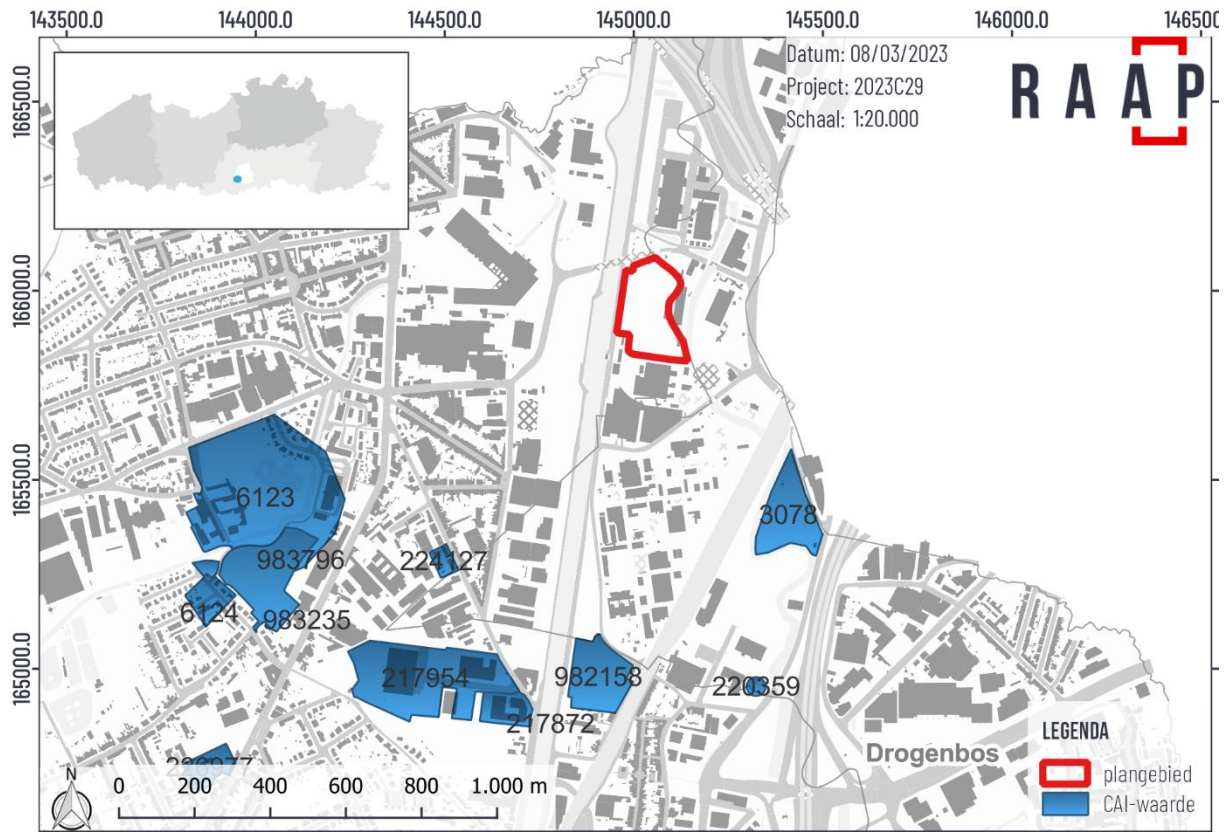 143500.0 144000.0 144500.0 145000.0 145500.0 146000.0 146500.0
Datum: 08/03/2023
Project: 2023C29
Schaal: 1:20.000
RAAP
166500.0
166000.0
165500.0
165000.0
6123
983796
224127
6124
983235
3078
217954
982158
220359
217872
Drogenbos
N
0 200 400 600 800 1.000 m
LEGENDA
plangebied
CAI-waarde